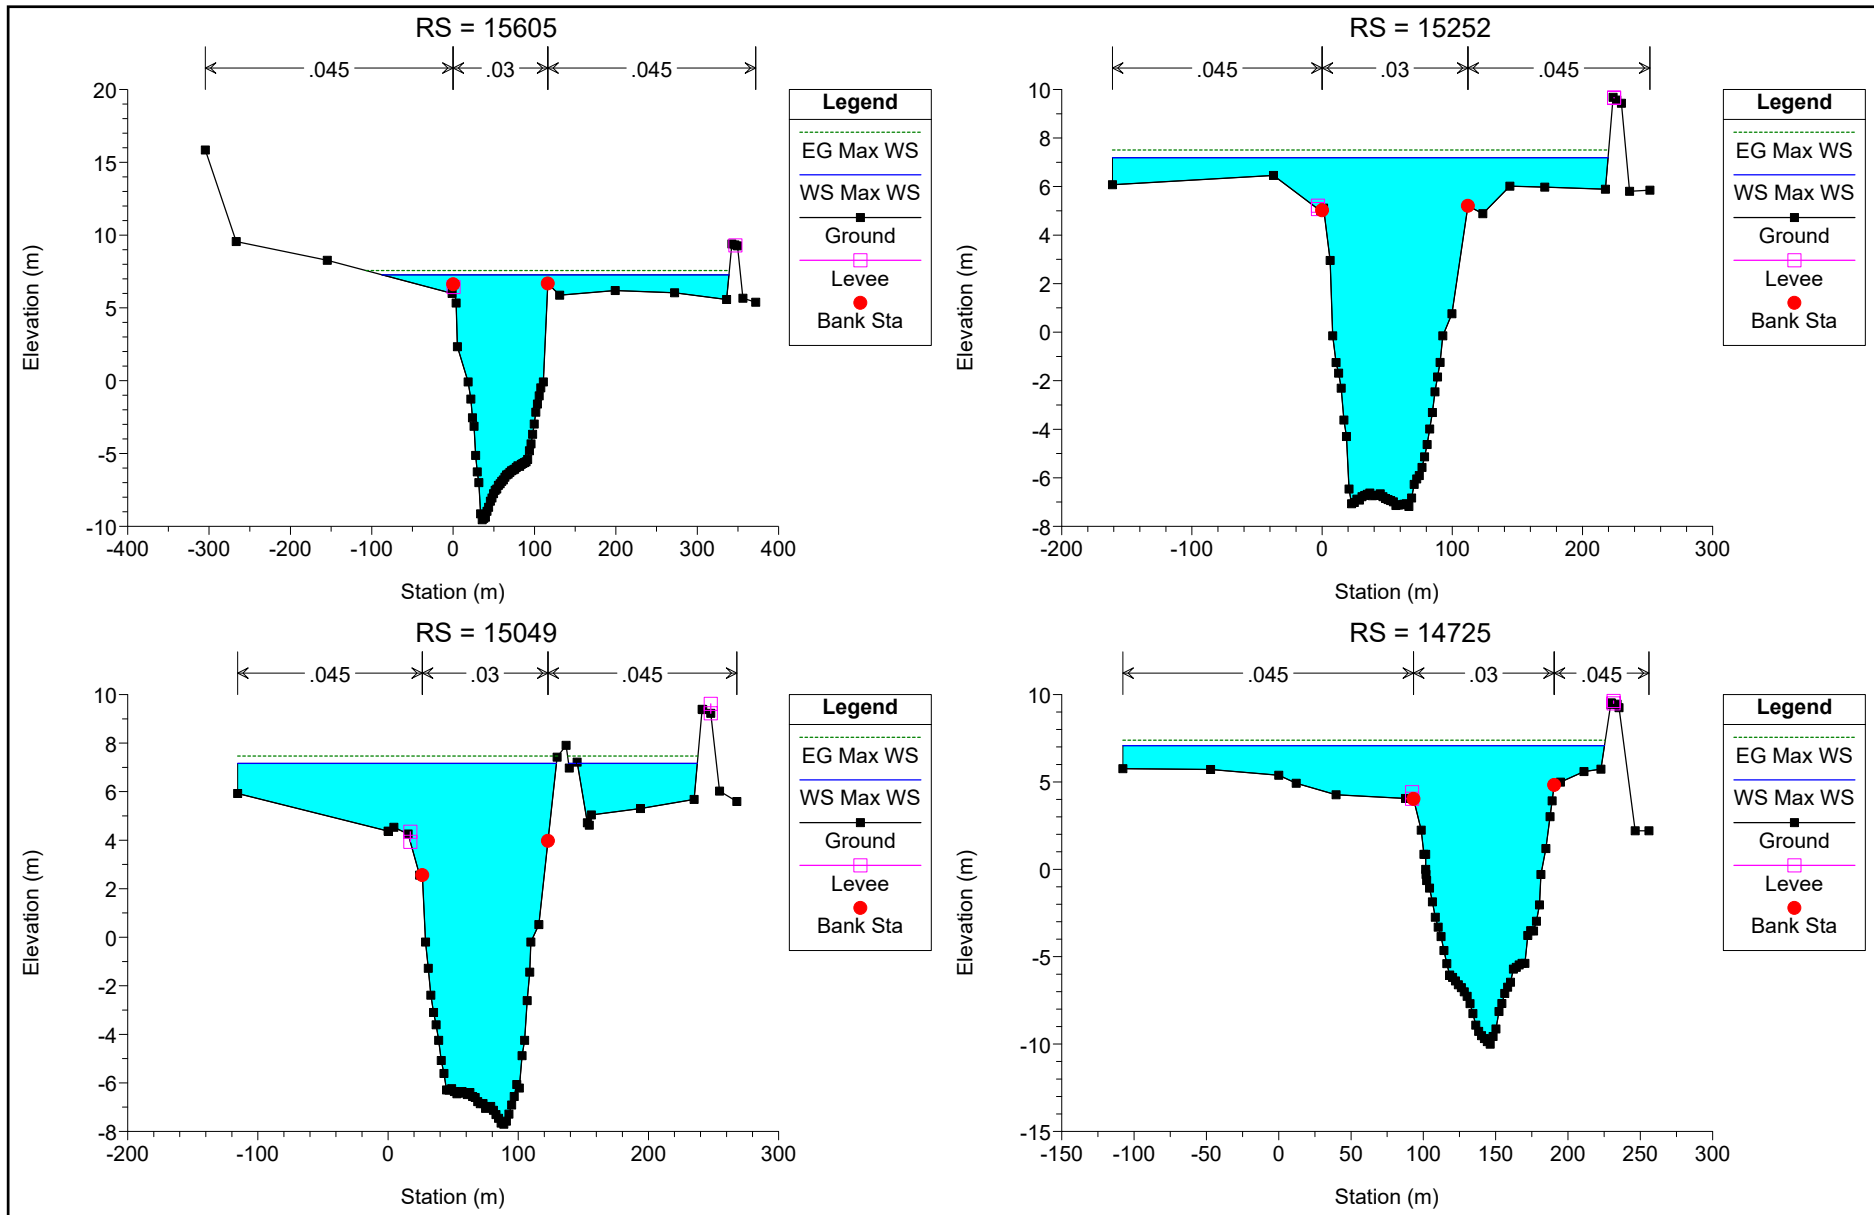 RS = 15605
.045 .03 .045
20
15
10
5
0
-5
-10
-400 -300 -200 -100 0 100 200 300 400
Elevation (m)
Station (m)
Legend
EG Max WS
WS Max WS
Ground
Levee
Bank Sta
RS = 15252
.045 .03 .045
10
8
6
4
2
0
-2
-4
-6
-8
-200 -100 0 100 200 300
Elevation (m)
Station (m)
Legend
EG Max WS
WS Max WS
Ground
Levee
Bank Sta
RS = 15049
.045 .03 .045
10
8
6
4
2
0
-2
-4
-6
-8
-200 -100 0 100 200 300
Elevation (m)
Station (m)
Legend
EG Max WS
WS Max WS
Ground
Levee
Bank Sta
RS = 14725
.045 .03 .045
10
5
0
-5
-10
-15
-150 -100 -50 0 50 100 150 200 250 300
Elevation (m)
Station (m)
Legend
EG Max WS
WS Max WS
Ground
Levee
Bank Sta